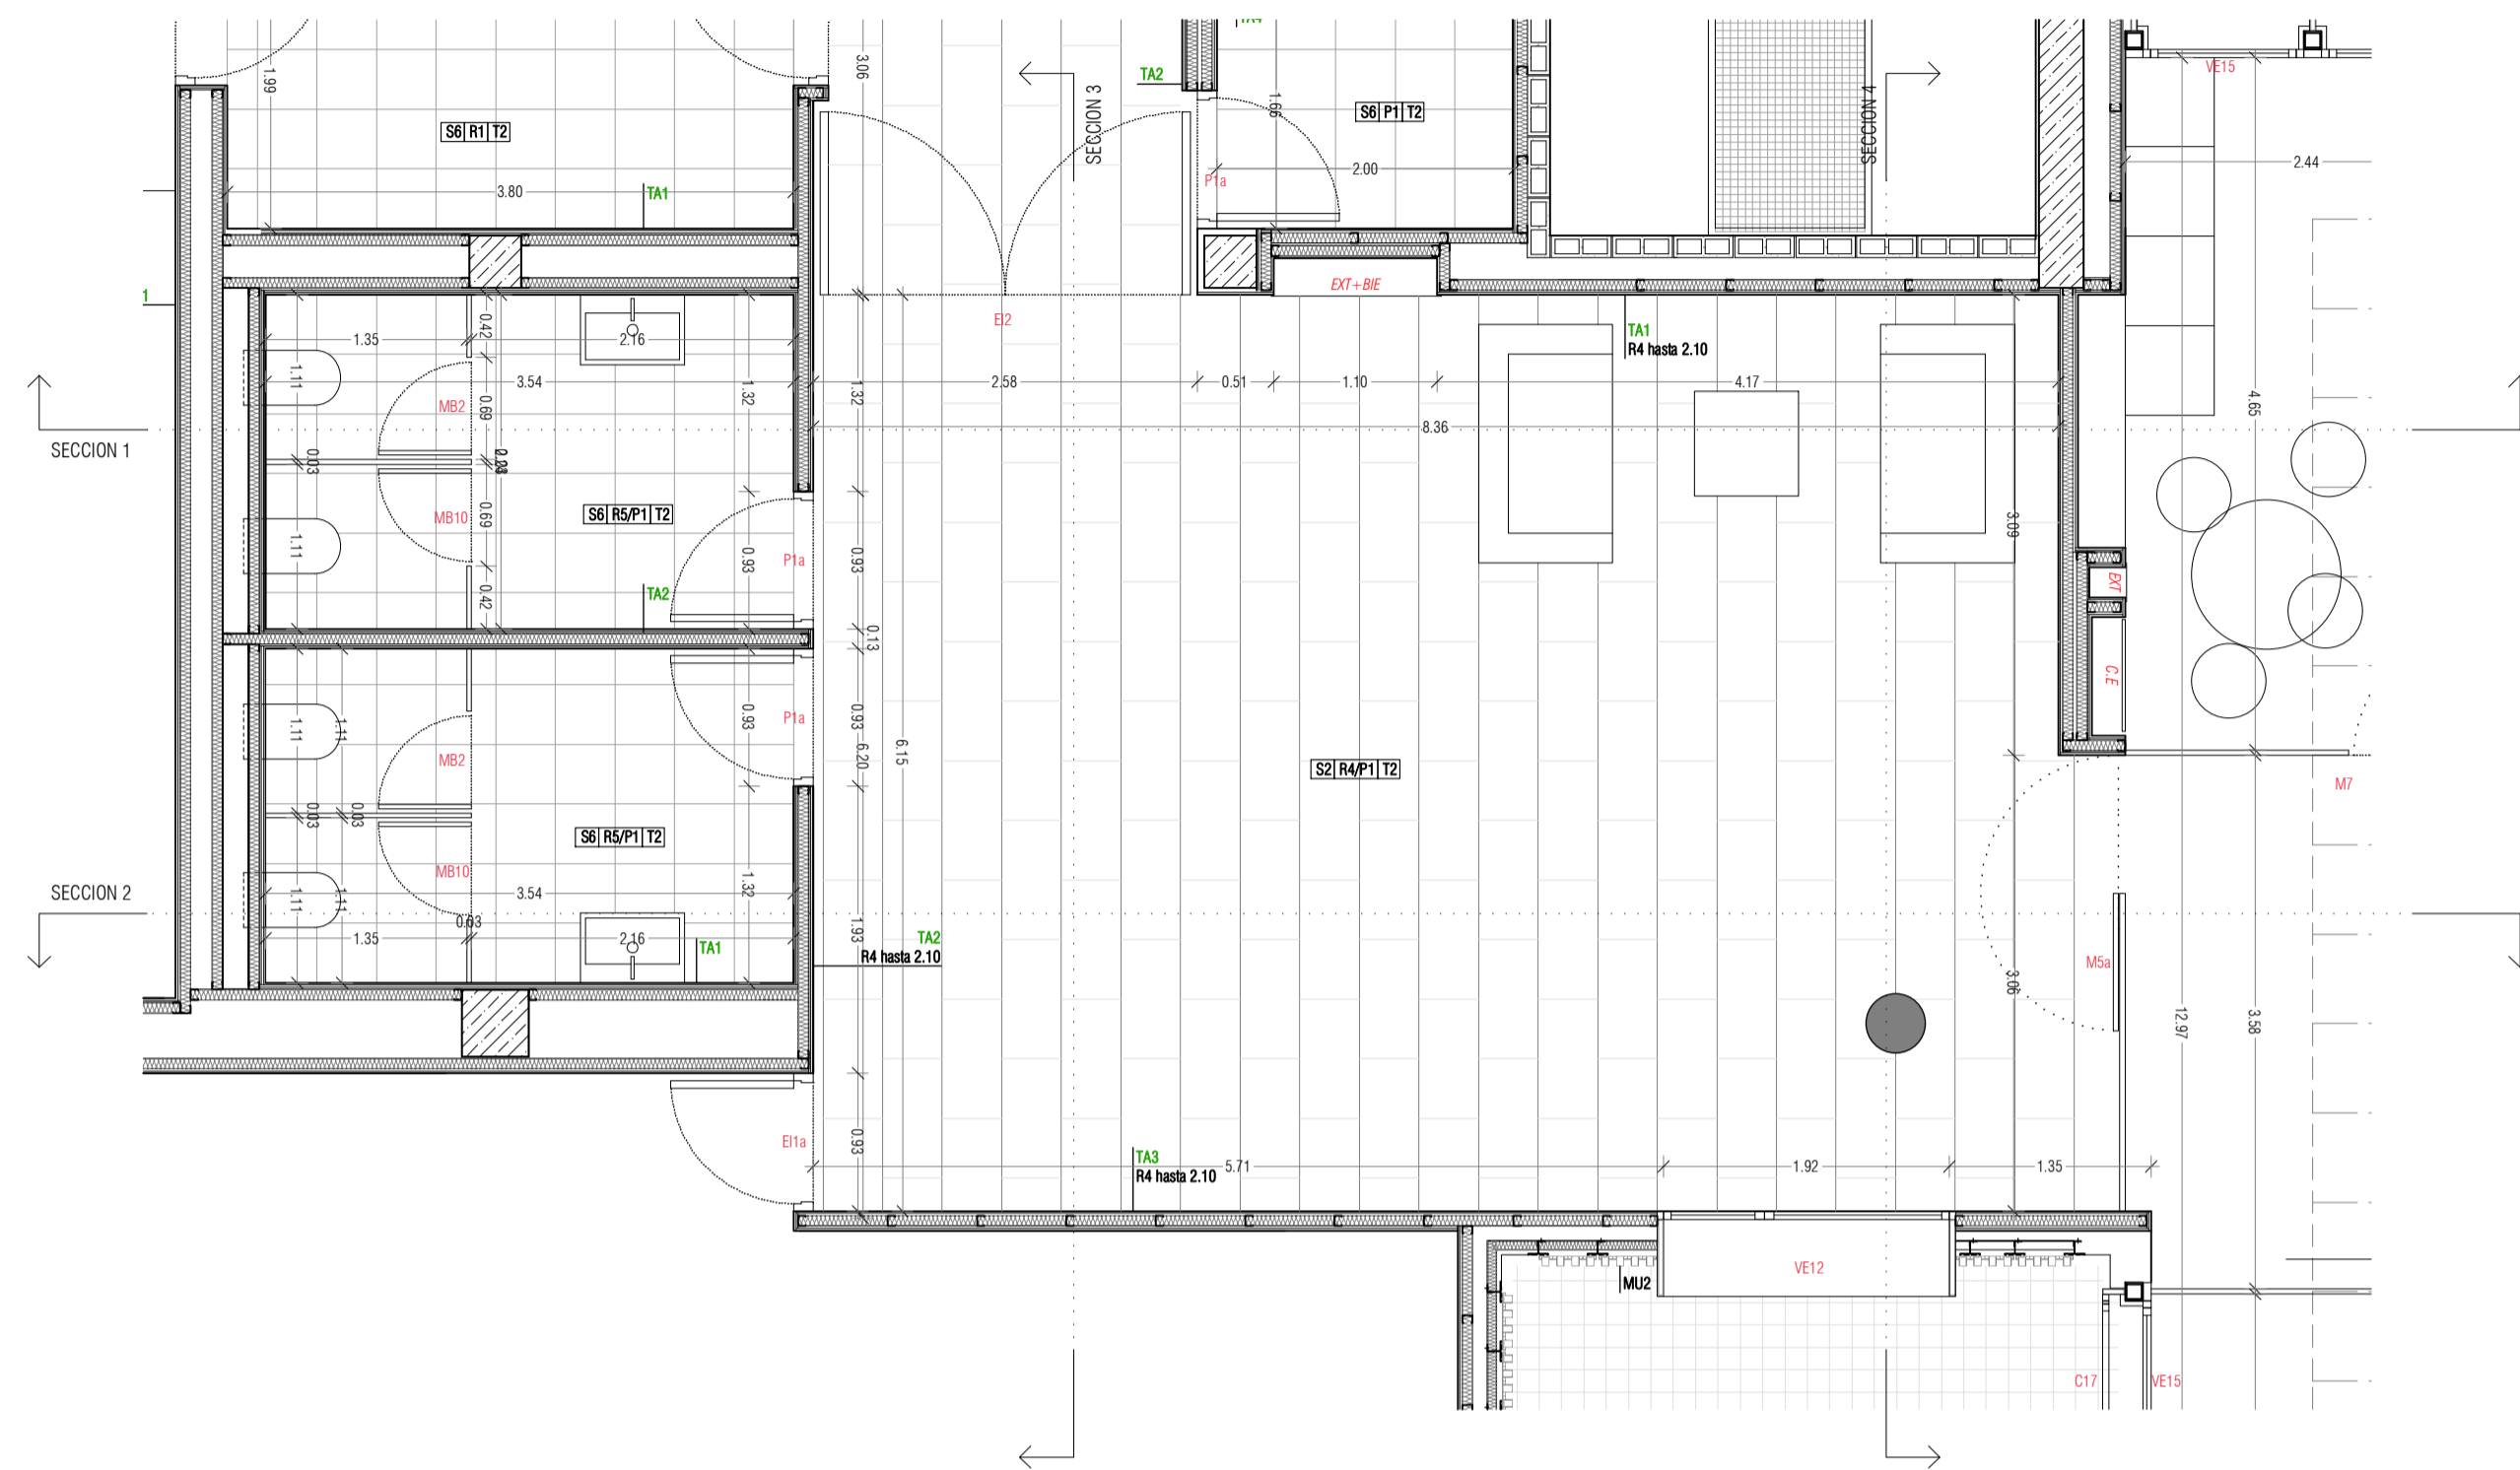 TA4
3.06
VE15
1.99
SECCION 3
TA2
1.66
S6 P1 T2
SECCION 4
S6 R1 T2
2.44
2.00
P1a
3.80
TA1
EXT+BIE
1
EI2
0.42
TA1
1.35
2.16
R4 hasta 2.10
1.11
3.54
1.32
1.32
2.58
0.51
1.10
4.17
4.65
MB2
0.69
8.36
SECCION 1
0.03
MB10
0.69
S6 R5/P1 T2
3.09
1.11
0.93
P1a
0.93
EXT
0.42
TA2
0.13
C.E
1.11
1.11
0.93
P1a
0.93
6.20
6.15
MB2
S2 R4/P1 T2
M7
0.03
0.03
S6 R5/P1 T2
MB10
SECCION 2
1.11
1.11
3.54
1.32
0.03
1.93
1.35
2.16
TA1
TA2
R4 hasta 2.10
M5a
3.06
12.97
3.58
EI1a
0.93
TA3
R4 hasta 2.10
5.71
1.92
1.35
VE12
MU2
C17
VE15